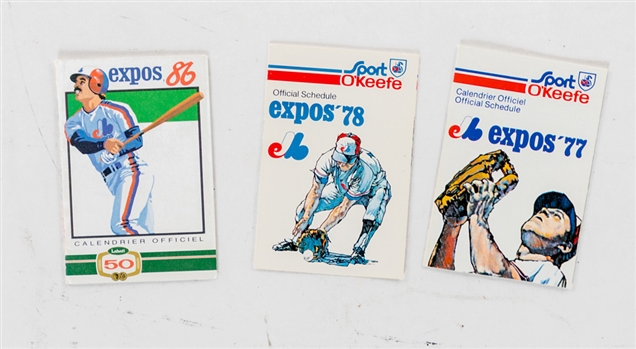 expos 86
CALENDRIER OFFICIEL
Labatt
50
Sport
O'Keefe
Official Schedule
expos '78
Sport
O'Keefe
Calendrier Officiel
Official Schedule
expos '77